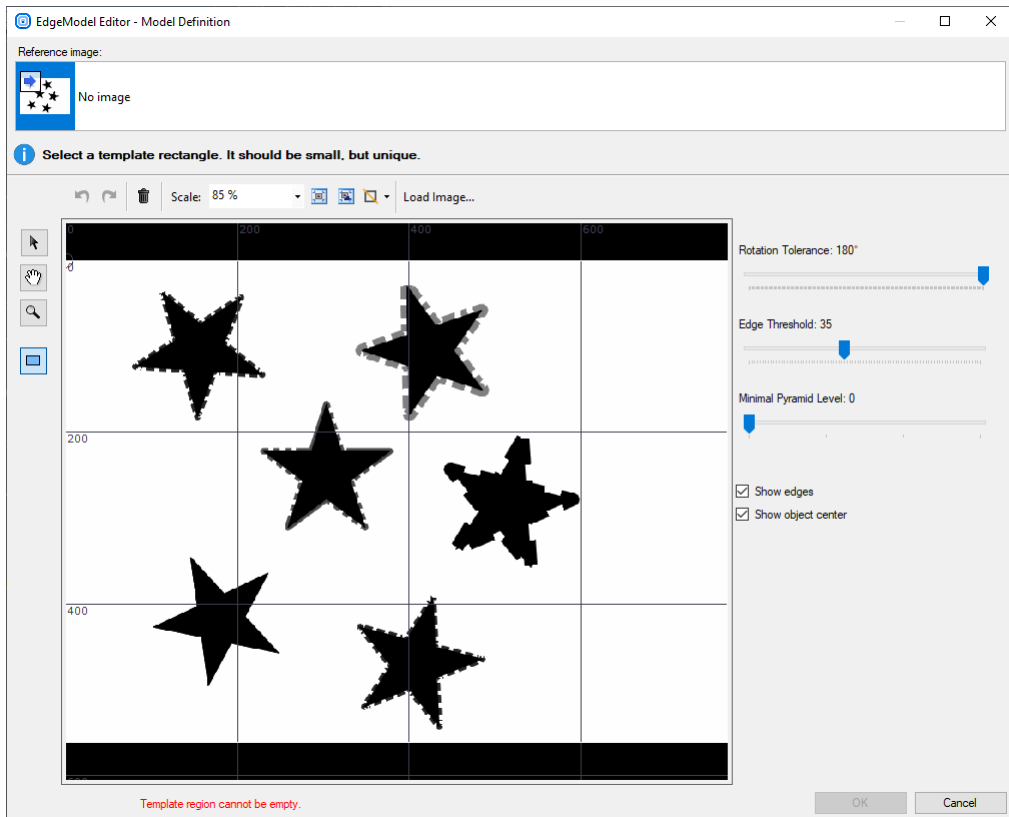 EdgeModel Editor - Model Definition
Reference image:
No image
Select a template rectangle. It should be small, but unique.
Scale: 85 % Load Image...
0 200 400 600
0
200
400
Rotation Tolerance: 180°
Edge Threshold: 35
Minimal Pyramid Level: 0
Show edges
Show object center
Template region cannot be empty.
OK Cancel